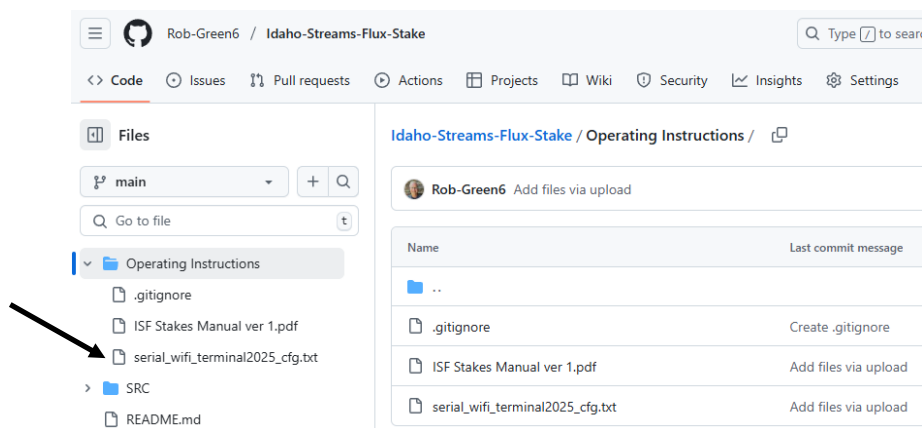 Rob-Green6 / Idaho-Streams-Flux-Stake
Type / to sear
Code Issues Pull requests Actions Projects Wiki Security Insights Settings
Files
Idaho-Streams-Flux-Stake / Operating Instructions /
main
Rob-Green6 Add files via upload
Go to file t
Name Last commit message
Operating Instructions
..
.gitignore
.gitignore Create .gitignore
ISF Stakes Manual ver 1.pdf
serial_wifi_terminal2025_cfg.txt
ISF Stakes Manual ver 1.pdf Add files via upload
SRC
serial_wifi_terminal2025_cfg.txt Add files via upload
README.md